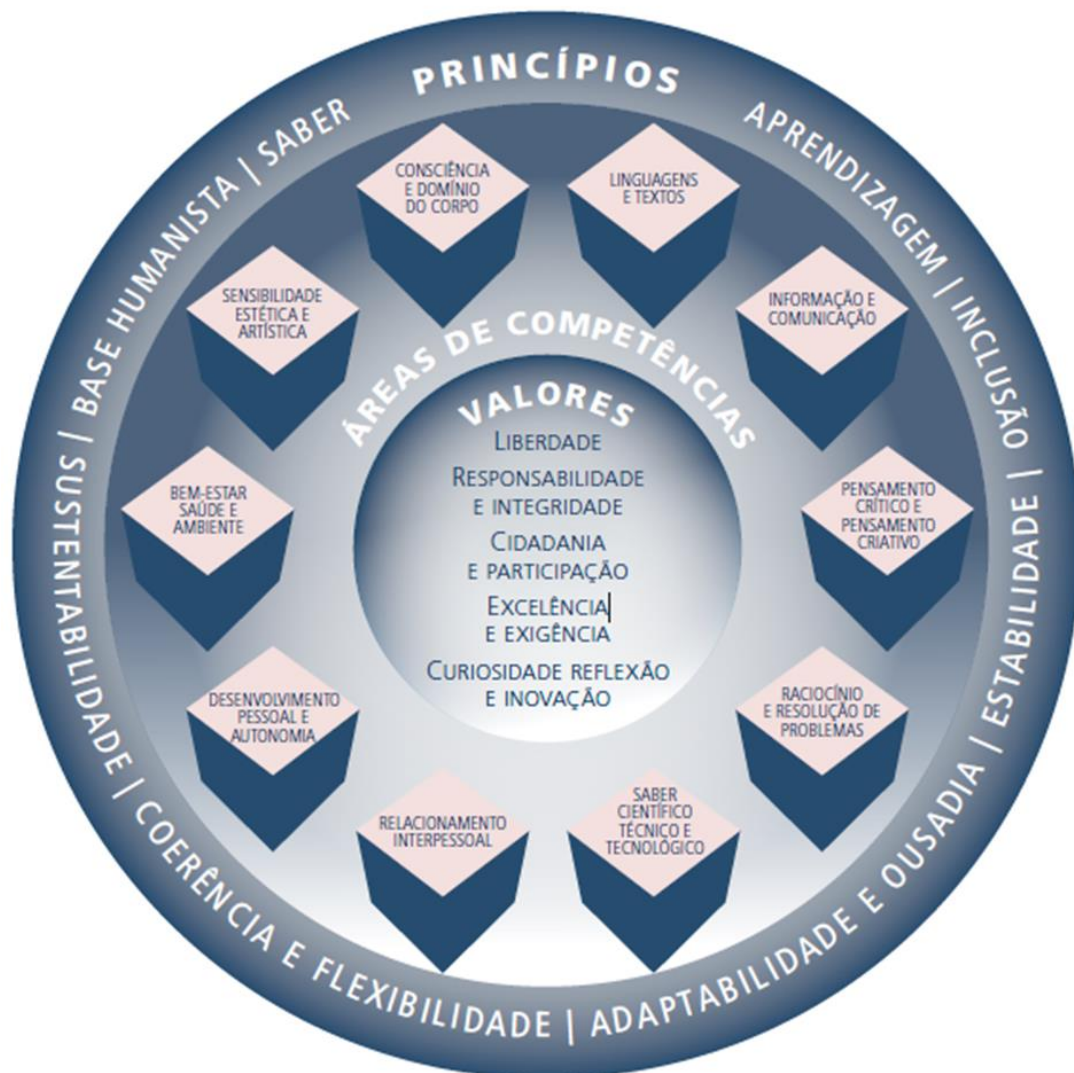 PRINCÍPIOS
APRENDIZAGEM | INCLUSÃO | ESTABILIDADE | ADAPTABILIDADE E OUSADIA | COERÊNCIA E FLEXIBILIDADE | SUSTENTABILIDADE | BASE HUMANISTA | SABER
CONSCIÊNCIA
E DOMÍNIO
DO CORPO
LINGUAGENS
E TEXTOS
INFORMAÇÃO E
COMUNICAÇÃO
PENSAMENTO
CRÍTICO E
PENSAMENTO
CRIATIVO
RACIOCÍNIO
E RESOLUÇÃO DE
PROBLEMAS
SABER
CIENTÍFICO
TÉCNICO E
TECNOLÓGICO
RELACIONAMENTO
INTERPESSOAL
DESENVOLVIMENTO
PESSOAL E
AUTONOMIA
BEM-ESTAR
SAÚDE E
AMBIENTE
SENSIBILIDADE
ESTÉTICA E
ARTÍSTICA
ÁREAS DE COMPETÊNCIAS
VALORES
LIBERDADE
RESPONSABILIDADE
E INTEGRIDADE
CIDADANIA
E PARTICIPAÇÃO
EXCELÊNCIA
E EXIGÊNCIA
CURIOSIDADE REFLEXÃO
E INOVAÇÃO